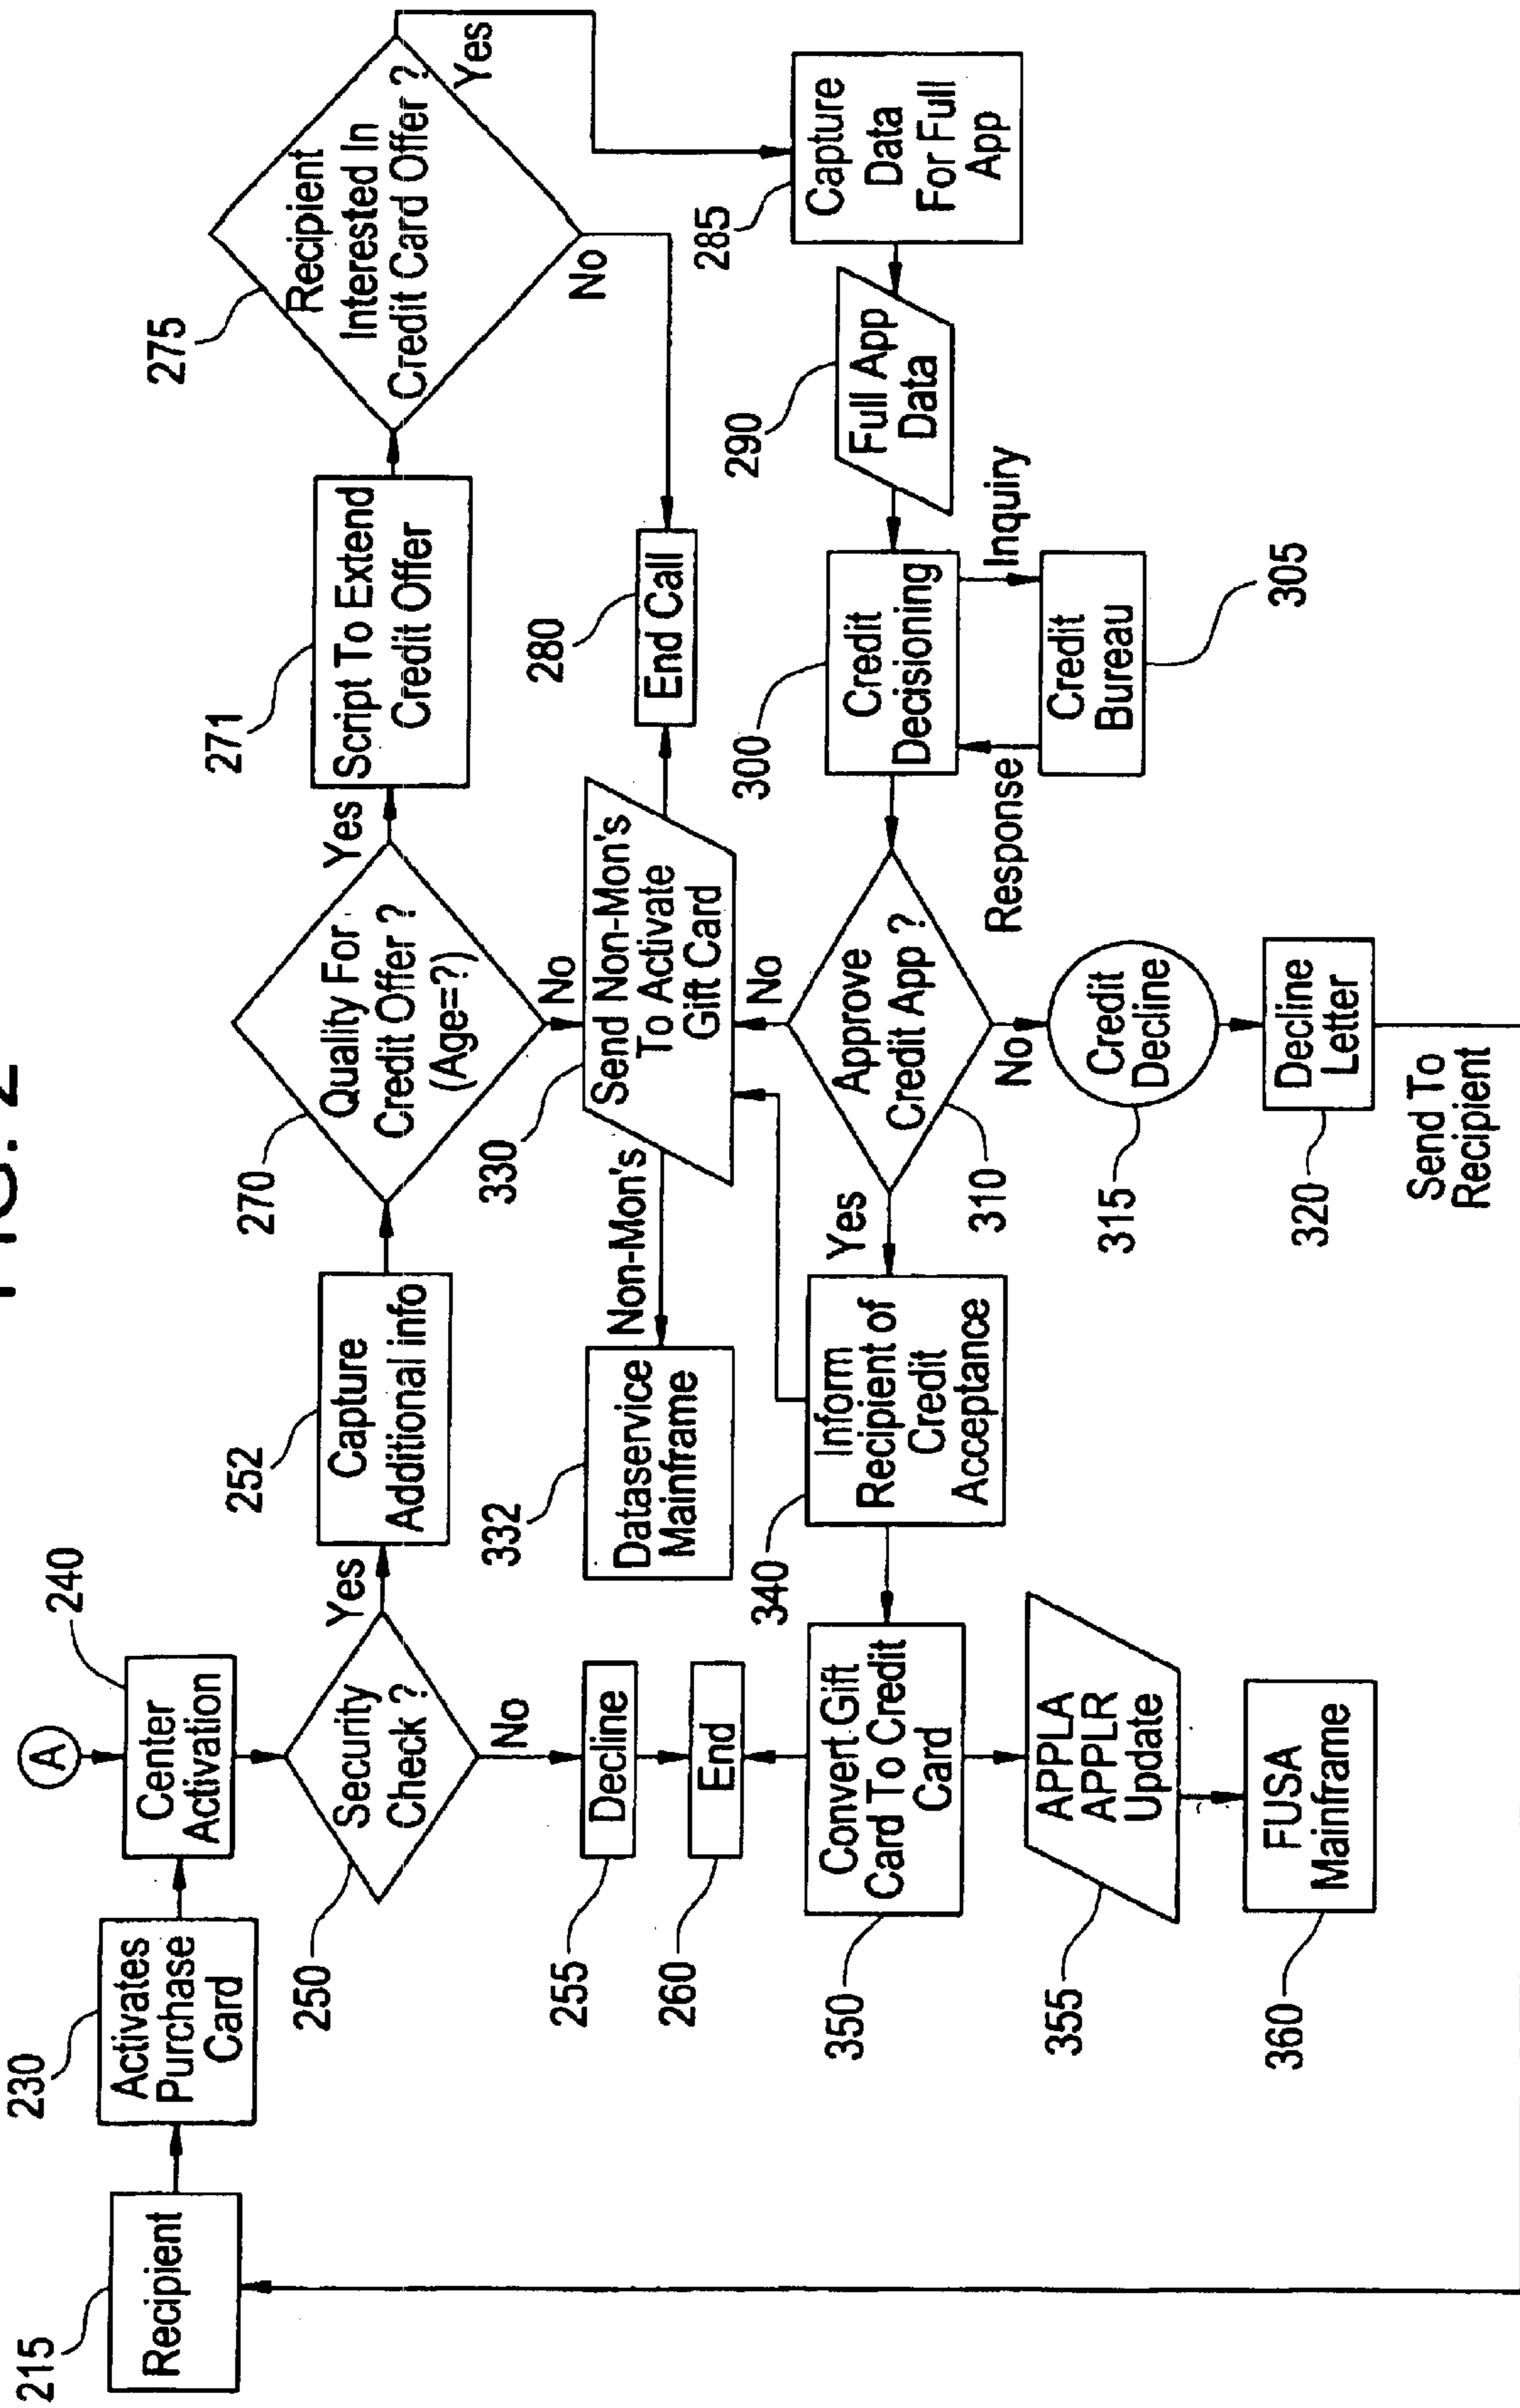 FIG. 2
215
Recipient
230
Activates
Purchase
Card
A
240
Center
Activation
250
Security
Check ?
Yes
No
252
Capture
Additional info
255
Decline
260
End
270
Quality For
Credit Offer ?
(Age=?)
Yes
No
271
Script To Extend
Credit Offer
275
Recipient
Interested In
Credit Card Offer ?
Yes
No
280
End Call
285
Capture
Data
For Full
App
290
Full App
Data
300
Credit
Decisioning
Inquiry
Response
305
Credit
Bureau
310
Approve
Credit App ?
Yes
No
No
315
Credit
Decline
320
Decline
Letter
Send To
Recipient
330
Send Non-Mon's
To Activate
Gift Card
Non-Mon's
332
Dataservice
Mainframe
340
Inform
Recipient of
Credit
Acceptance
350
Convert Gift
Card To Credit
Card
355
APPLA
APPLR
Update
360
FUSA
Mainframe